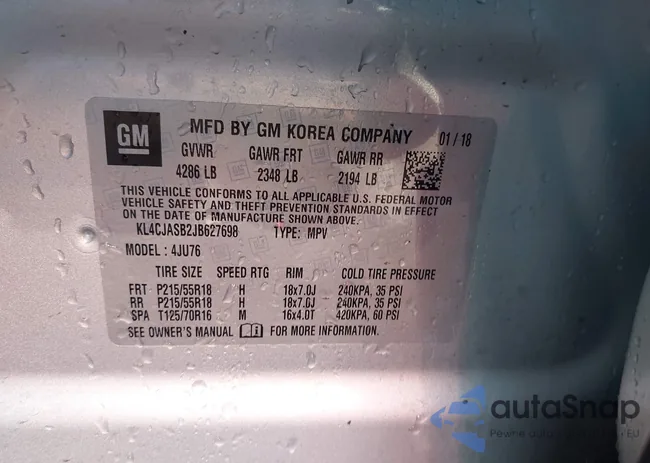 GM MFD BY GM KOREA COMPANY 01/18
GVWR GAWR FRT GAWR RR
4286 LB 2348 LB 2194 LB
THIS VEHICLE CONFORMS TO ALL APPLICABLE U.S. FEDERAL MOTOR
VEHICLE SAFETY AND THEFT PREVENTION STANDARDS IN EFFECT
ON THE DATE OF MANUFACTURE SHOWN ABOVE.
KL4CJASB2JB627698 TYPE: MPV
MODEL: 4JU76
TIRE SIZE SPEED RTG RIM COLD TIRE PRESSURE
FRT P215/55R18 H 18x7.0J 240KPA, 35 PSI
RR P215/55R18 H 18x7.0J 240KPA, 35 PSI
SPA T125/70R16 M 16x4.0T 420KPA, 60 PSI
SEE OWNER'S MANUAL FOR MORE INFORMATION.
autaSnap
Pewne auto EU